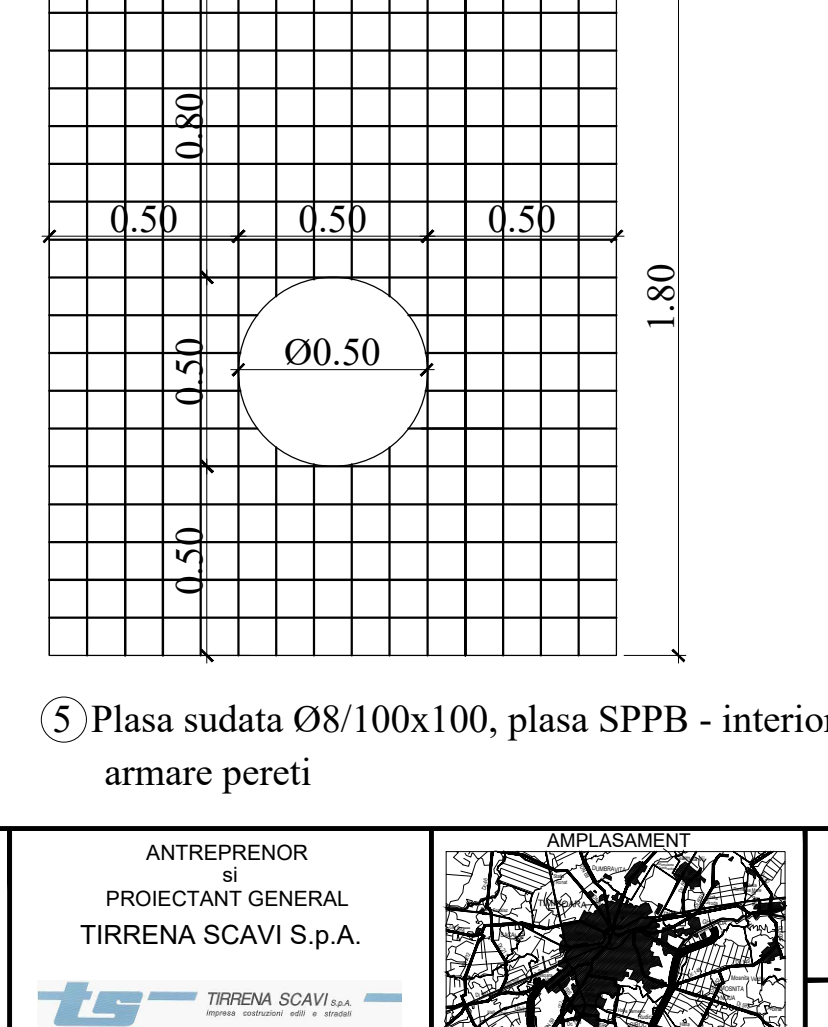 0.80
0.50 0.50 0.50
1.80
Ø0.50
0.50
0.50
5 Plasa sudata Ø8/100x100, plasa SPPB - interior
armare pereti
ANTREPRENOR
si
PROIECTANT GENERAL
TIRRENA SCAVI S.p.A.
ts TIRRENA SCAVI S.p.A.
impresa costruzioni edili e stradali
AMPLASAMENT
DUMBRAVITA